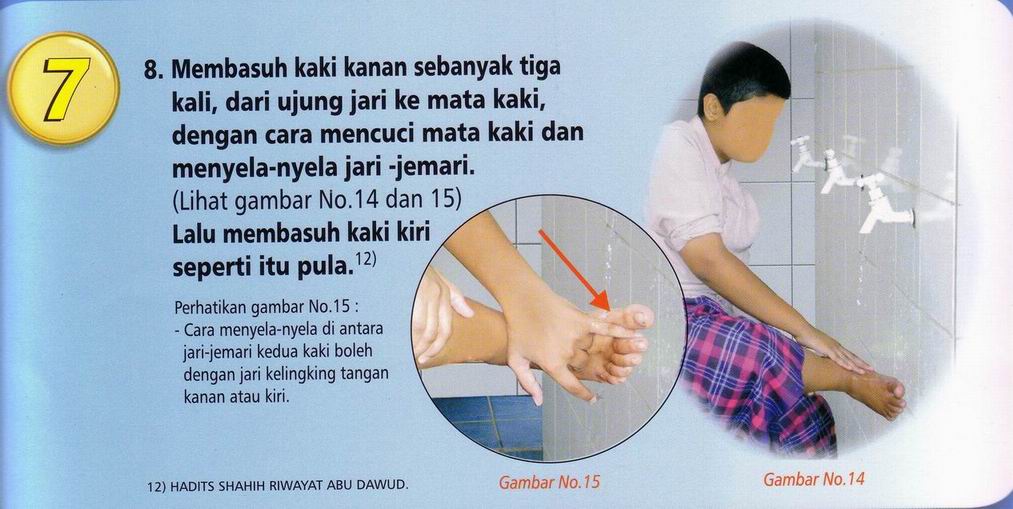 7
8. Membasuh kaki kanan sebanyak tiga
kali, dari ujung jari ke mata kaki,
dengan cara mencuci mata kaki dan
menyela-nyela jari -jemari.
(Lihat gambar No.14 dan 15)
Lalu membasuh kaki kiri
seperti itu pula.12)
Perhatikan gambar No.15 :
- Cara menyela-nyela di antara
jari-jemari kedua kaki boleh
dengan jari kelingking tangan
kanan atau kiri.
12) HADITS SHAHIH RIWAYAT ABU DAWUD.
Gambar No.15
Gambar No.14